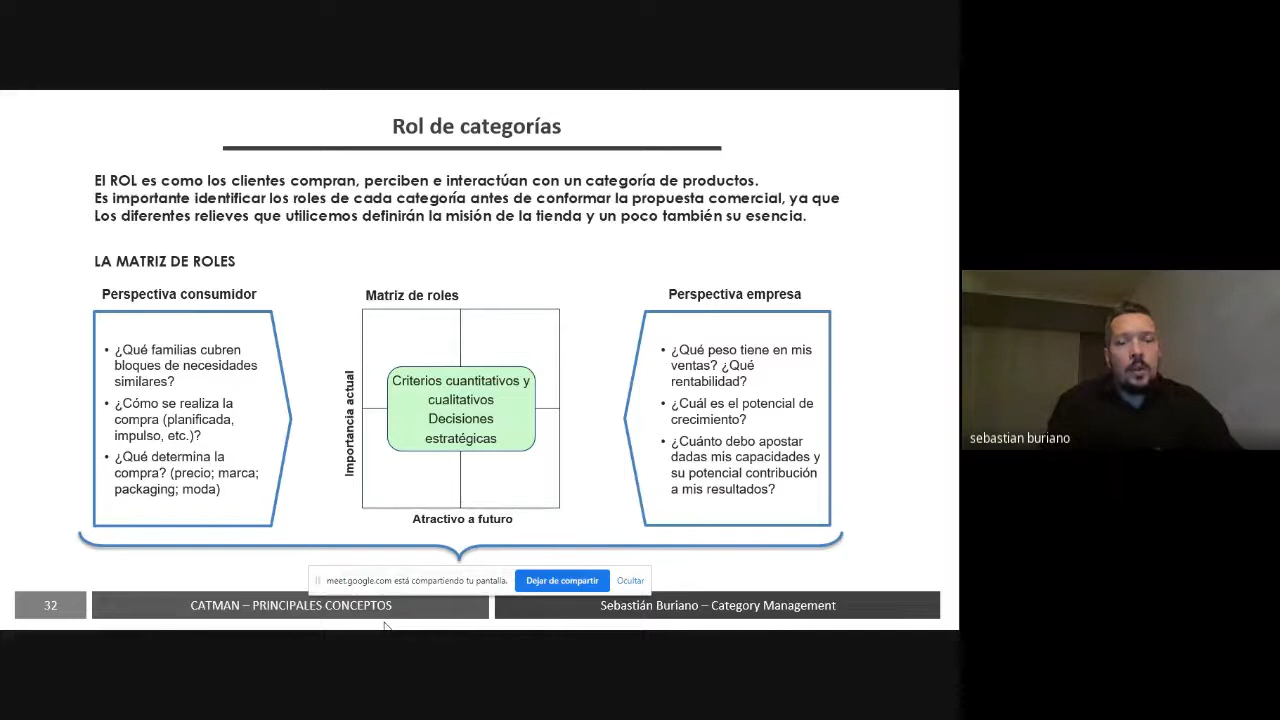 Rol de categorías
El ROL es como los clientes compran, perciben e interactúan con un categoría de productos.
Es importante identificar los roles de cada categoría antes de conformar la propuesta comercial, ya que
Los diferentes relieves que utilicemos definirán la misión de la tienda y un poco también su esencia.
LA MATRIZ DE ROLES
Perspectiva consumidor
• ¿Qué familias cubren
bloques de necesidades
similares?
• ¿Cómo se realiza la
compra (planificada,
impulso, etc.)?
• ¿Qué determina la
compra? (precio; marca;
packaging; moda)
Matriz de roles
Importancia actual
Criterios cuantitativos y
cualitativos
Decisiones
estratégicas
Atractivo a futuro
Perspectiva empresa
• ¿Qué peso tiene en mis
ventas? ¿Qué
rentabilidad?
• ¿Cuál es el potencial de
crecimiento?
• ¿Cuánto debo apostar
dadas mis capacidades y
su potencial contribución
a mis resultados?
meet.google.com está compartiendo tu pantalla.
Dejar de compartir
Ocultar
32
CATMAN – PRINCIPALES CONCEPTOS
Sebastián Buriano – Category Management
sebastian buriano